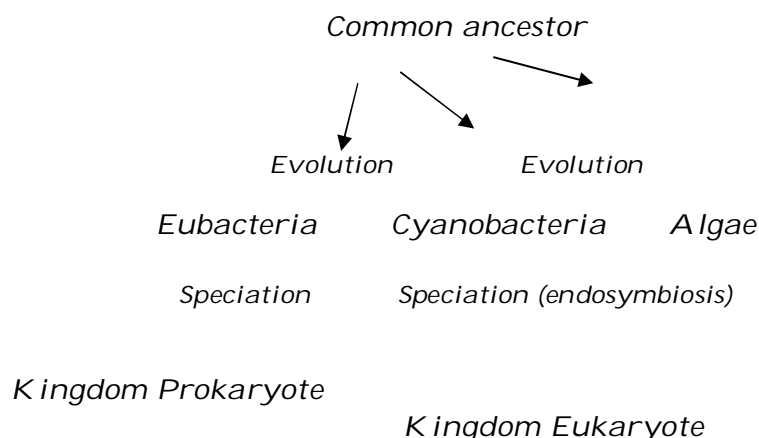 Common ancestor
Evolution Evolution
Eubacteria Cyanobacteria Algae
Speciation Speciation (endosymbiosis)
Kingdom Prokaryote
Kingdom Eukaryote